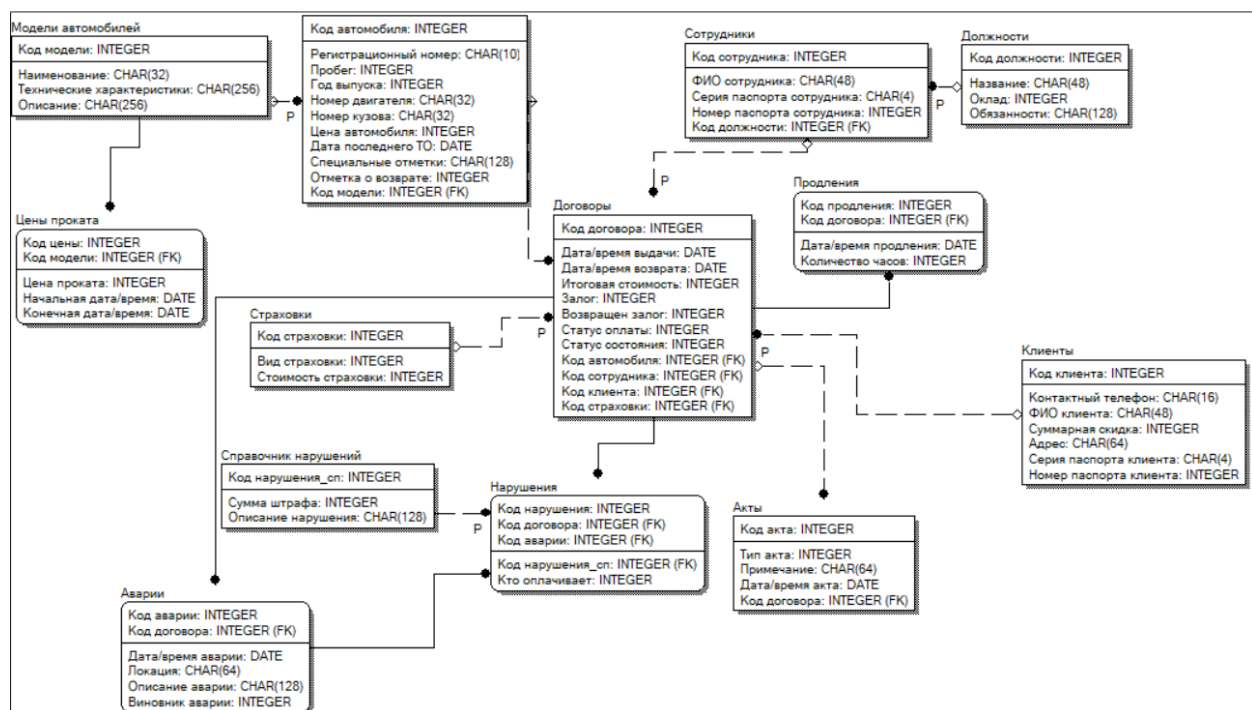 Модели автомобилей
Код модели: INTEGER
Наименование: CHAR(32)
Технические характеристики: CHAR(256)
Описание: CHAR(256)
P
Код автомобиля: INTEGER
Регистрационный номер: CHAR(10)
Пробег: INTEGER
Год выпуска: INTEGER
Номер двигателя: CHAR(32)
Номер кузова: CHAR(32)
Цена автомобиля: INTEGER
Дата последнего ТО: DATE
Специальные отметки: CHAR(128)
Отметка о возврате: INTEGER
Код модели: INTEGER (FK)
Сотрудники
Код сотрудника: INTEGER
ФИО сотрудника: CHAR(48)
Серия паспорта сотрудника: CHAR(4)
Номер паспорта сотрудника: INTEGER
Код должности: INTEGER (FK)
P
Должности
Код должности: INTEGER
Название: CHAR(48)
Оклад: INTEGER
Обязанности: CHAR(128)
P
Цены проката
Код цены: INTEGER
Код модели: INTEGER (FK)
Цена проката: INTEGER
Начальная дата/время: DATE
Конечная дата/время: DATE
Договоры
Код договора: INTEGER
Дата/время выдачи: DATE
Дата/время возврата: DATE
Итоговая стоимость: INTEGER
Залог: INTEGER
Возвращен залог: INTEGER
Статус оплаты: INTEGER
Статус состояния: INTEGER
Код автомобиля: INTEGER (FK)
Код сотрудника: INTEGER (FK)
Код клиента: INTEGER (FK)
Код страховки: INTEGER (FK)
Продления
Код продления: INTEGER
Код договора: INTEGER (FK)
Дата/время продления: DATE
Количество часов: INTEGER
Страховки
Код страховки: INTEGER
Вид страховки: INTEGER
Стоимость страховки: INTEGER
P
P
Клиенты
Код клиента: INTEGER
Контактный телефон: CHAR(16)
ФИО клиента: CHAR(48)
Суммарная скидка: INTEGER
Адрес: CHAR(64)
Серия паспорта клиента: CHAR(4)
Номер паспорта клиента: INTEGER
Справочник нарушений
Код нарушения_сп: INTEGER
Сумма штрафа: INTEGER
Описание нарушения: CHAR(128)
P
Нарушения
Код нарушения: INTEGER
Код договора: INTEGER (FK)
Код аварии: INTEGER (FK)
Код нарушения_сп: INTEGER (FK)
Кто оплачивает: INTEGER
Акты
Код акта: INTEGER
Тип акта: INTEGER
Примечание: CHAR(64)
Дата/время акта: DATE
Код договора: INTEGER (FK)
Аварии
Код аварии: INTEGER
Код договора: INTEGER (FK)
Дата/время аварии: DATE
Локация: CHAR(64)
Описание аварии: CHAR(128)
Виновник аварии: INTEGER